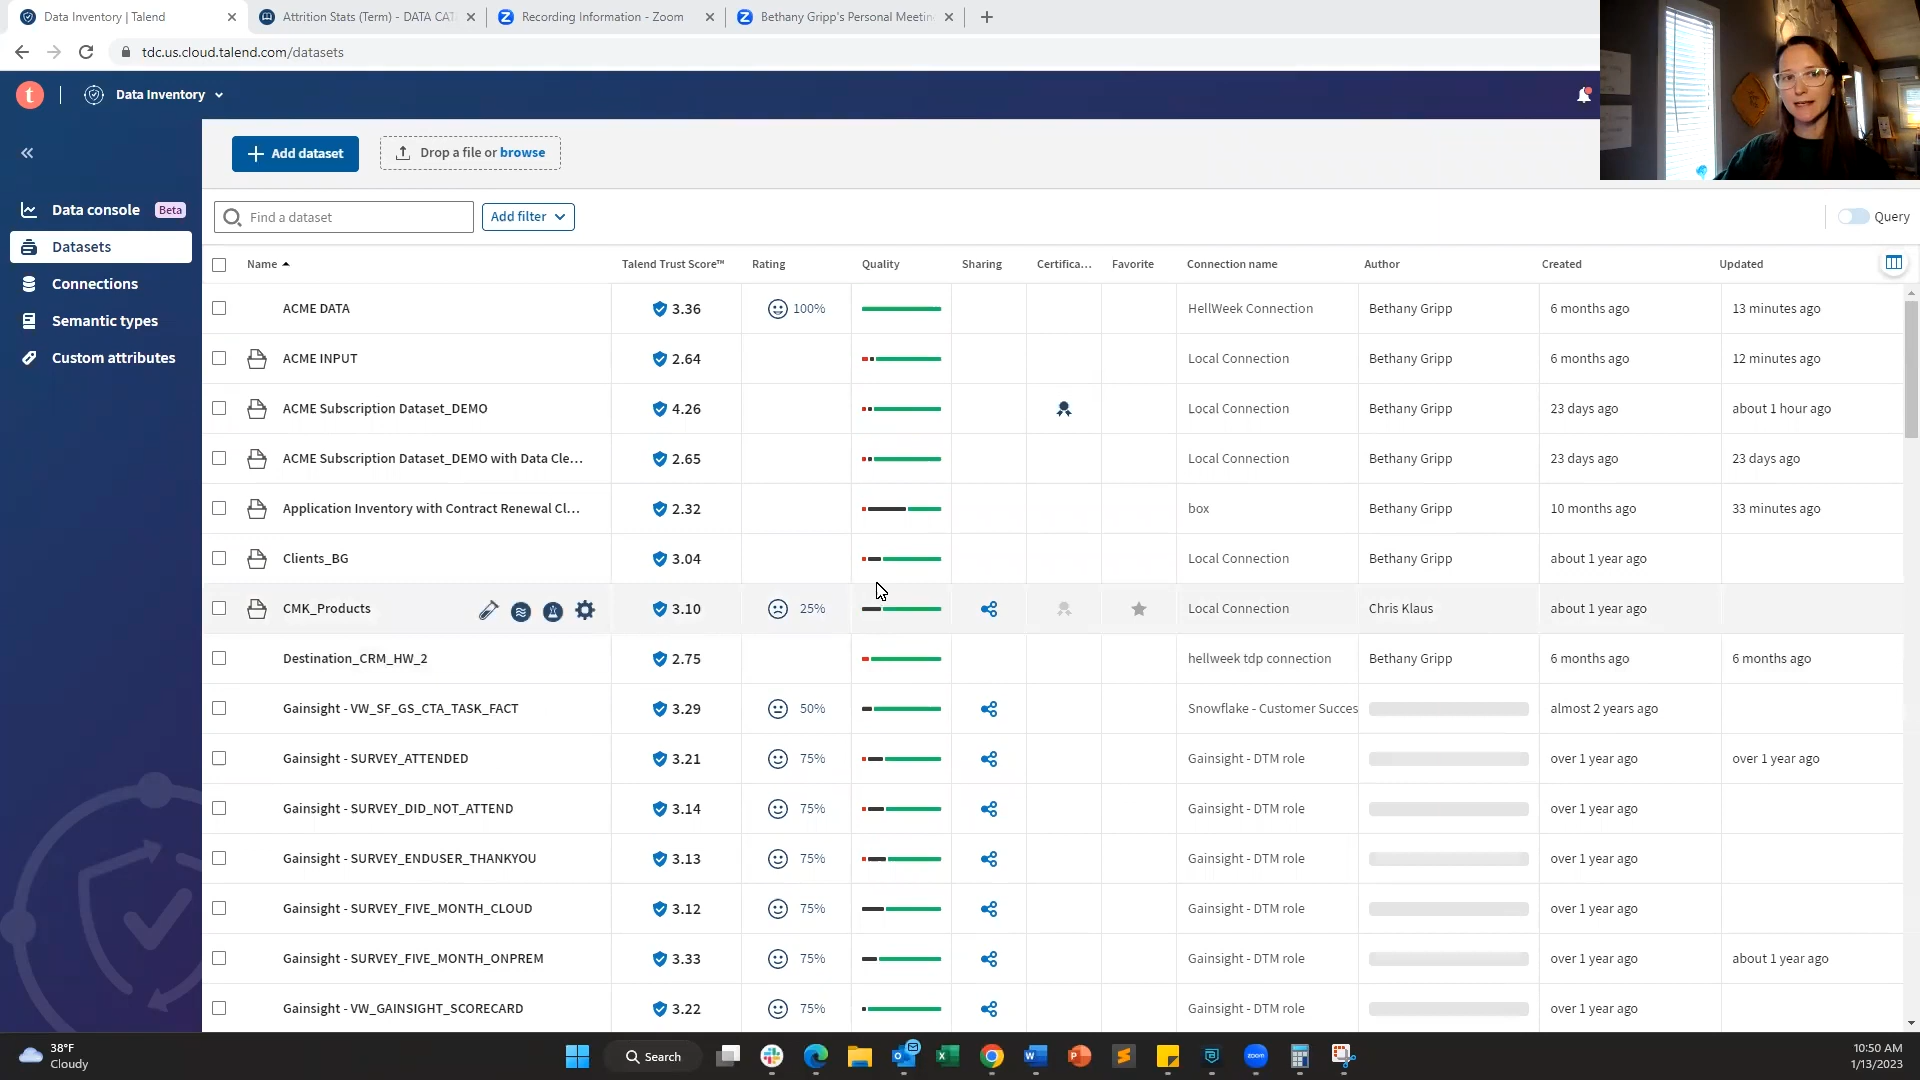 Data Inventory | Talend
Attrition Stats (Term) - DATA CAT
Recording Information - Zoom
Bethany Gripp's Personal Meetin
tdc.us.cloud.talend.com/datasets
t
Data Inventory
Add dataset
Drop a file or browse
Data console Beta
Datasets
Connections
Semantic types
Custom attributes
Find a dataset
Add filter
Query
Name Talend Trust Score™ Rating Quality Sharing Certifica... Favorite Connection name Author Created Updated
ACME DATA 3.36 100% HellWeek Connection Bethany Gripp 6 months ago 13 minutes ago
ACME INPUT 2.64 Local Connection Bethany Gripp 6 months ago 12 minutes ago
ACME Subscription Dataset_DEMO 4.26 Local Connection Bethany Gripp 23 days ago about 1 hour ago
ACME Subscription Dataset_DEMO with Data Cle... 2.65 Local Connection Bethany Gripp 23 days ago 23 days ago
Application Inventory with Contract Renewal Cl... 2.32 box Bethany Gripp 10 months ago 33 minutes ago
Clients_BG 3.04 Local Connection Bethany Gripp about 1 year ago
CMK_Products 3.10 25% Local Connection Chris Klaus about 1 year ago
Destination_CRM_HW_2 2.75 hellweek tdp connection Bethany Gripp 6 months ago 6 months ago
Gainsight - VW_SF_GS_CTA_TASK_FACT 3.29 50% Snowflake - Customer Succes almost 2 years ago
Gainsight - SURVEY_ATTENDED 3.21 75% Gainsight - DTM role over 1 year ago over 1 year ago
Gainsight - SURVEY_DID_NOT_ATTEND 3.14 75% Gainsight - DTM role over 1 year ago
Gainsight - SURVEY_ENDUSER_THANKYOU 3.13 75% Gainsight - DTM role over 1 year ago
Gainsight - SURVEY_FIVE_MONTH_CLOUD 3.12 75% Gainsight - DTM role over 1 year ago
Gainsight - SURVEY_FIVE_MONTH_ONPREM 3.33 75% Gainsight - DTM role over 1 year ago about 1 year ago
Gainsight - VW_GAINSIGHT_SCORECARD 3.22 75% Gainsight - DTM role over 1 year ago
38°F
Cloudy
Search
zoom
10:50 AM
1/13/2023